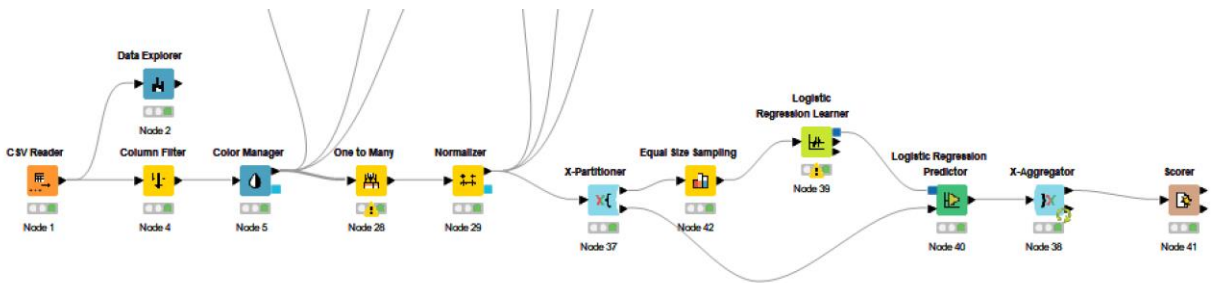 Data Explorer
Node 2
CSV Reader
Node 1
Column Filter
Node 4
Color Manager
Node 5
One to Many
Node 28
Normalizer
Node 29
X-Partitioner
Node 37
Equal Size Sampling
Node 42
Logistic
Regression Learner
Node 39
Logistic Regression
Predictor
Node 40
X-Aggregator
Node 38
Scorer
Node 41